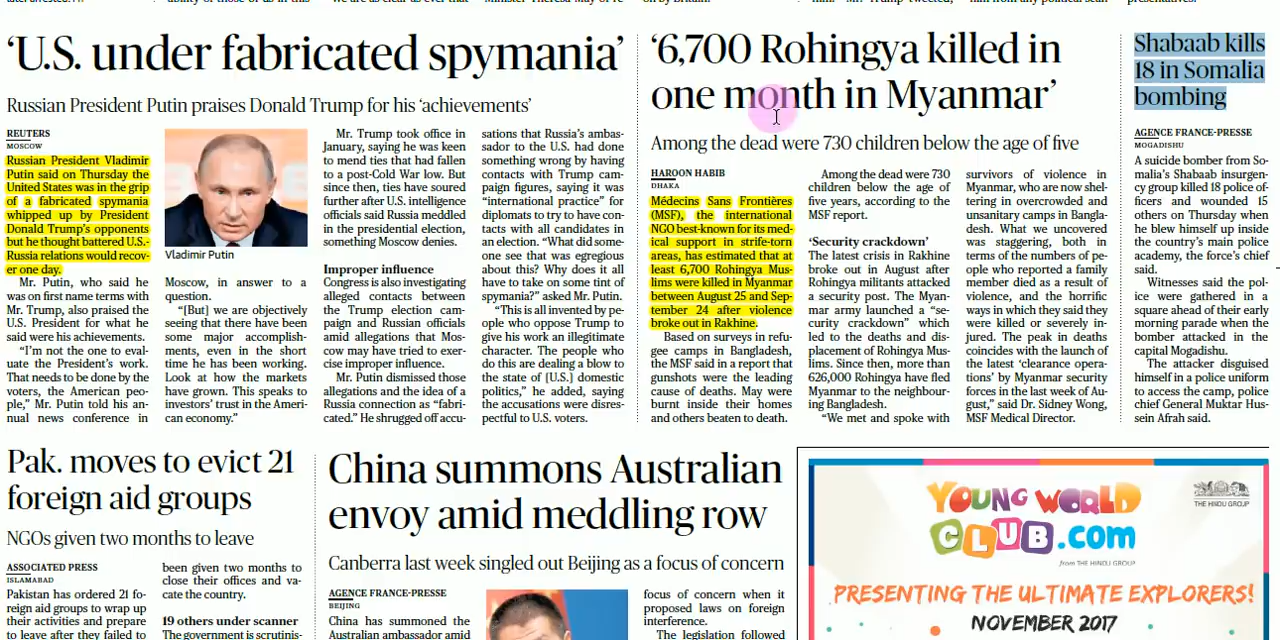 'U.S. under fabricated spymania'
Russian President Putin praises Donald Trump for his 'achievements'
REUTERS
MOSCOW
Russian President Vladimir
Putin said on Thursday the
United States was in the grip
of a fabricated spymania
whipped up by President
Donald Trump's opponents
but he thought battered U.S.-
Russia relations would recov-
er one day.
Mr. Putin, who said he
was on first name terms with
Mr. Trump, also praised the
U.S. President for what he
said were his achievements.
"I'm not the one to eval-
uate the President's work.
That needs to be done by the
voters, the American peo-
ple," Mr. Putin told his an-
nual news conference in
Vladimir Putin
Moscow, in answer to a
question.
"[But] we are objectively
seeing that there have been
some major accomplish-
ments, even in the short
time he has been working.
Look at how the markets
have grown. This speaks to
investors' trust in the Ameri-
can economy."
Mr. Trump took office in
January, saying he was keen
to mend ties that had fallen
to a post-Cold War low. But
since then, ties have soured
further after U.S. intelligence
officials said Russia meddled
in the presidential election,
something Moscow denies.
Improper influence
Congress is also investigating
alleged contacts between
the Trump election cam-
paign and Russian officials
amid allegations that Mos-
cow may have tried to exer-
cise improper influence.
Mr. Putin dismissed those
allegations and the idea of a
Russia connection as "fabri-
cated." He shrugged off accu-
sations that Russia's ambas-
sador to the U.S. had done
something wrong by having
contacts with Trump cam-
paign figures, saying it was
"international practice" for
diplomats to try to have con-
tacts with all candidates in
an election. "What did some-
one see that was egregious
about this? Why does it all
have to take on some tint of
spymania?" asked Mr. Putin.
"This is all invented by peo-
ple who oppose Trump to
give his work an illegitimate
character. The people who
do this are dealing a blow to
the state of [U.S.] domestic
politics," he added, saying
the accusations were disres-
pectful to U.S. voters.
'6,700 Rohingya killed in
one month in Myanmar'
Among the dead were 730 children below the age of five
HAROON HABIB
DHAKA
Médecins Sans Frontières
(MSF), the international
NGO best-known for its med-
ical support in strife-torn
areas, has estimated that at
least 6,700 Rohingya Mus-
lims were killed in Myanmar
between August 25 and Sep-
tember 24 after violence
broke out in Rakhine.
Based on surveys in refu-
gee camps in Bangladesh,
the MSF said in a report that
gunshots were the leading
cause of deaths. May were
burnt inside their homes
and others beaten to death.
Among the dead were 730
children below the age of
five years, according to the
MSF report.
'Security crackdown'
The latest crisis in Rakhine
broke out in August after
Rohingya militants attacked
a security post. The Myan-
mar army launched a "se-
curity crackdown" which
led to the deaths and dis-
placement of Rohingya Mus-
lims. Since then, more than
626,000 Rohingya have fled
Myanmar to the neighbour-
ing Bangladesh.
"We met and spoke with
survivors of violence in
Myanmar, who are now shel-
tering in overcrowded and
unsanitary camps in Bangla-
desh. What we uncovered
was staggering, both in
terms of the numbers of peo-
ple who reported a family
member died as a result of
violence, and the horrific
ways in which they said they
were killed or severely in-
jured. The peak in deaths
coincides with the launch of
the latest 'clearance opera-
tions' by Myanmar security
forces in the last week of Au-
gust," said Dr. Sidney Wong,
MSF Medical Director.
Shabaab kills
18 in Somalia
bombing
AGENCE FRANCE-PRESSE
MOGADISHU
A suicide bomber from So-
malia's Shabaab insurgen-
cy group killed 18 police of-
ficers and wounded 15
others on Thursday when
he blew himself up inside
the country's main police
academy, the force's chief
said.
Witnesses said the pol-
ice were gathered in a
square ahead of their early
morning parade when the
bomber attacked in the
capital Mogadishu.
The attacker disguised
himself in a police uniform
to access the camp, police
chief General Muktar Hus-
sein Afrah said.
Pak. moves to evict 21
foreign aid groups
NGOs given two months to leave
ASSOCIATED PRESS
ISLAMABAD
Pakistan has ordered 21 fo-
reign aid groups to wrap up
their activities and prepare
to leave after they failed to
been given two months to
close their offices and va-
cate the country.
19 others under scanner
The government is scrutinis-
China summons Australian
envoy amid meddling row
Canberra last week singled out Beijing as a focus of concern
AGENCE FRANCE-PRESSE
BEIJING
China has summoned the
Australian ambassador amid
focus of concern when it
proposed laws on foreign
interference.
The legislation followed
YOUNG WORLD
CLUB.com
from THE HINDU GROUP
THE HINDU GROUP
PRESENTING THE ULTIMATE EXPLORERS!
NOVEMBER 2017